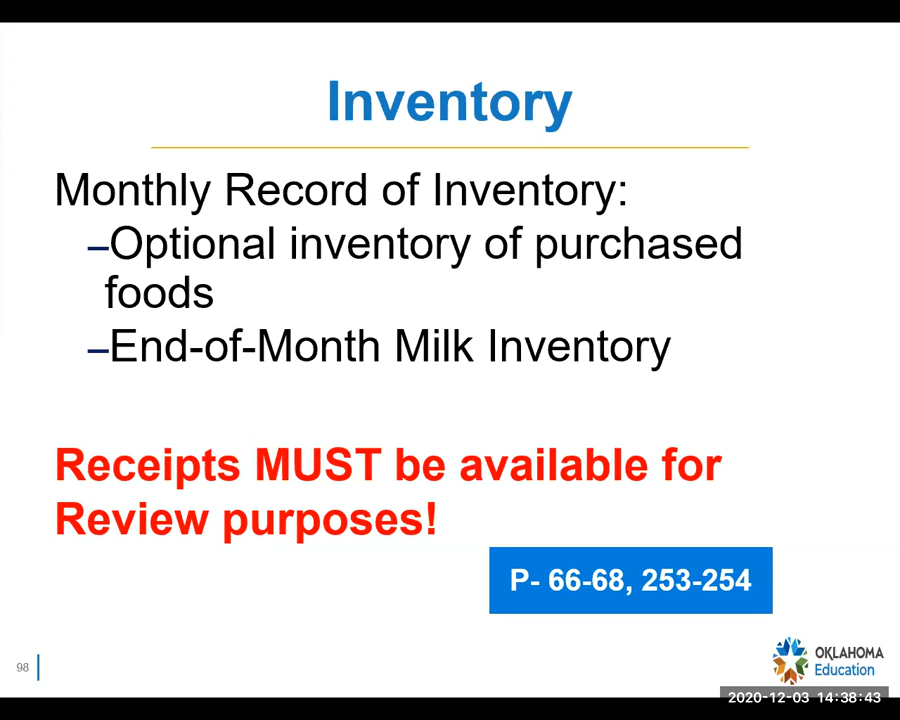 Inventory
Monthly Record of Inventory:
–Optional inventory of purchased
foods
–End-of-Month Milk Inventory
Receipts MUST be available for
Review purposes!
P- 66-68, 253-254
98
OKLAHOMA
Education
2020-12-03 14:38:43